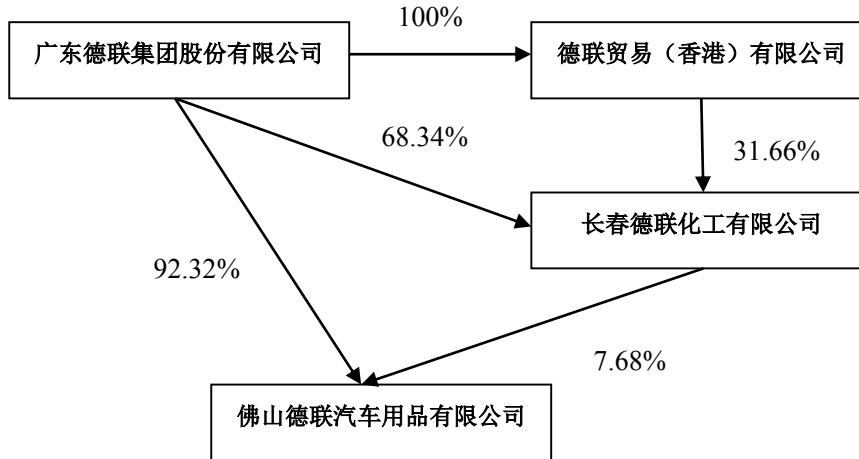 100%
广东德联集团股份有限公司
德联贸易（香港）有限公司
68.34%
31.66%
长春德联化工有限公司
92.32%
7.68%
佛山德联汽车用品有限公司